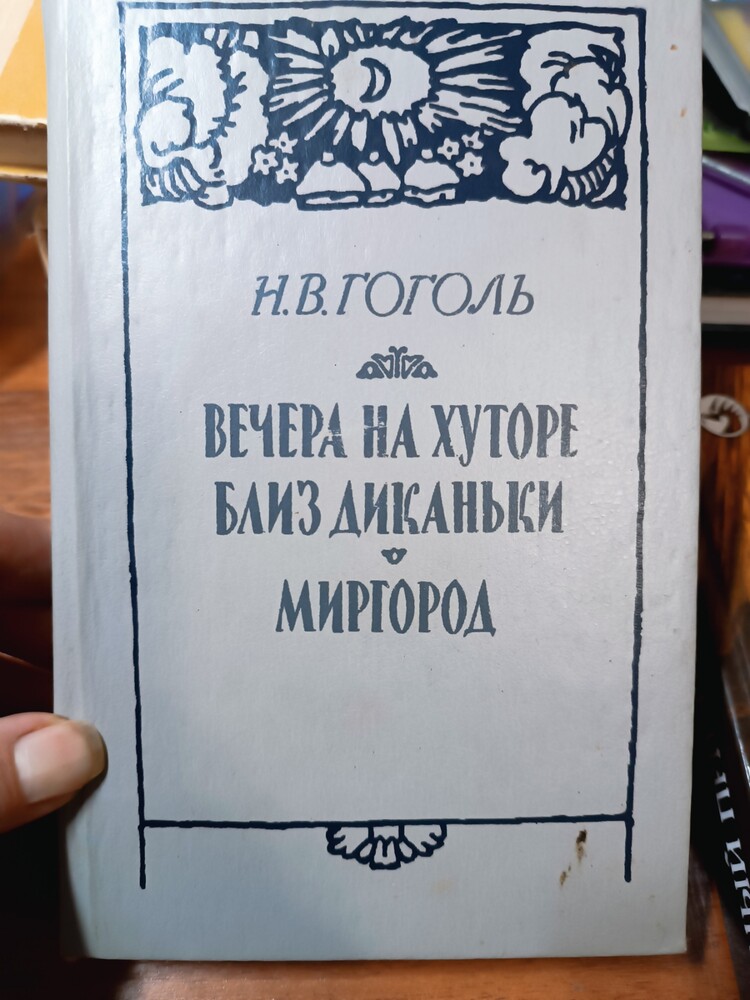 Н.В.ГОГОЛЬ
ВЕЧЕРА НА ХУТОРЕ
БЛИЗ ДИКАНЬКИ
МИРГОРОД